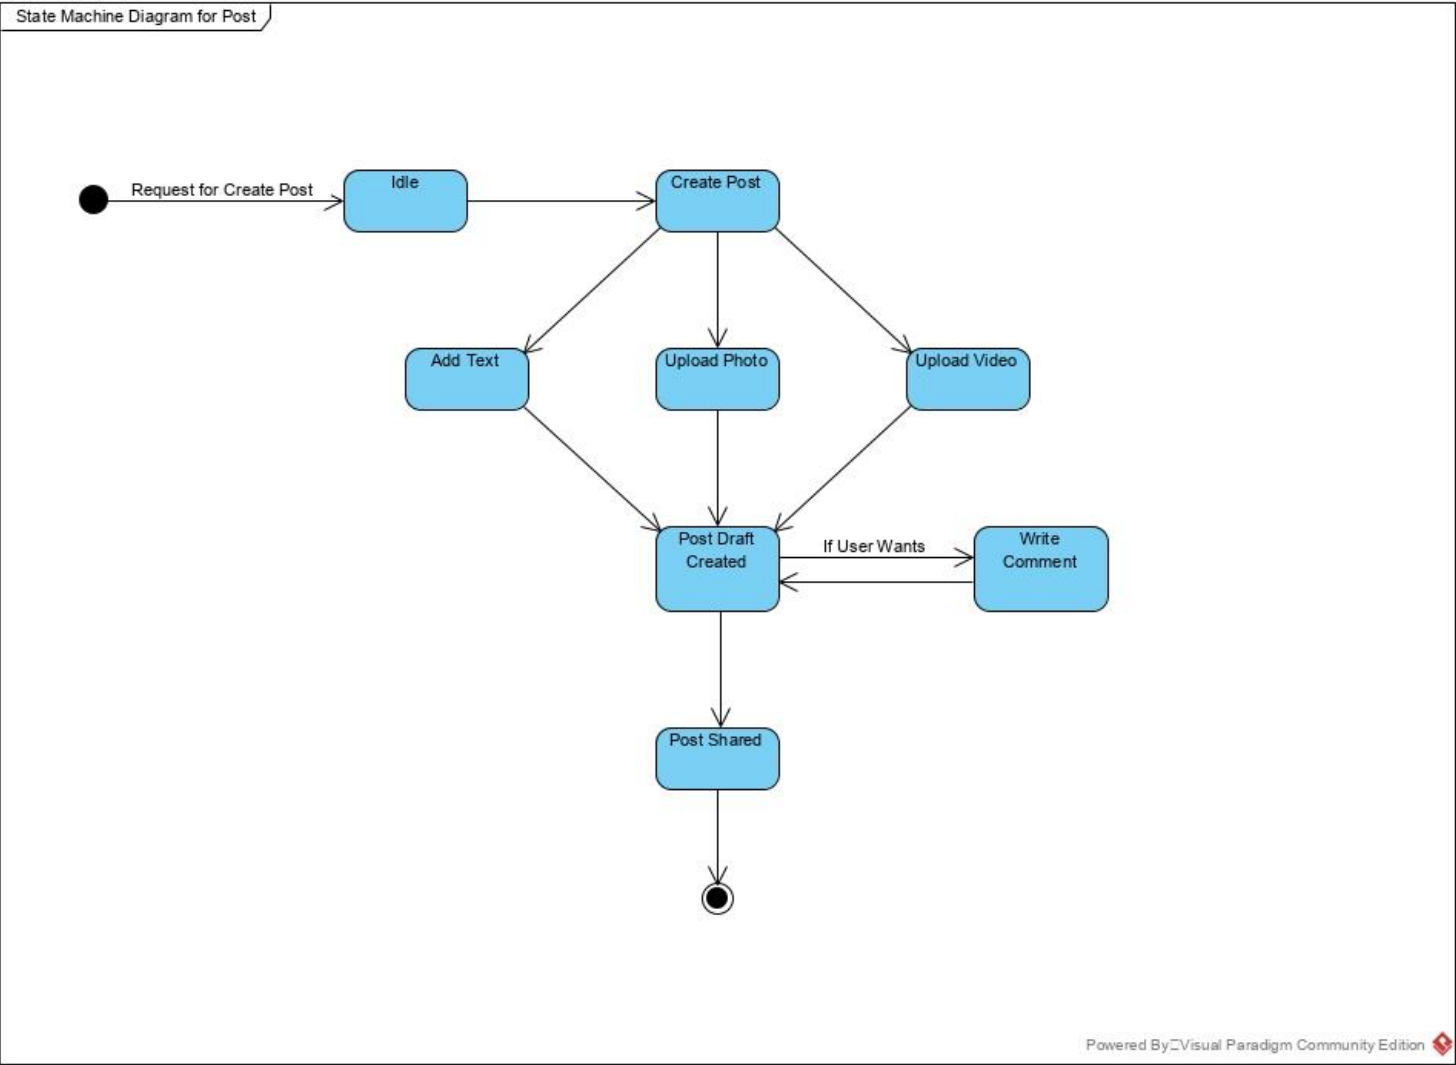 State Machine Diagram for Post
Request for Create Post
Idle
Create Post
Add Text
Upload Photo
Upload Video
Post Draft
Created
If User Wants
Write
Comment
Post Shared
Powered By Visual Paradigm Community Edition